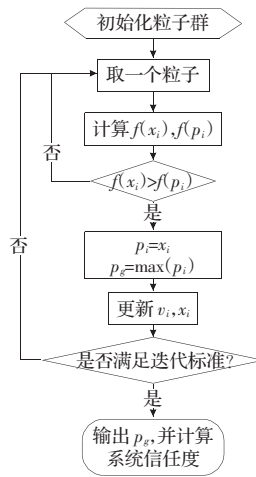 初始化粒子群
取一个粒子
计算f(xᵢ),f(pᵢ)
否
f(xᵢ)>f(pᵢ)
是
pᵢ=xᵢ
p_g=max(pᵢ)
否
更新 vᵢ,xᵢ
是否满足迭代标准?
是
输出 p_g,并计算
系统信任度